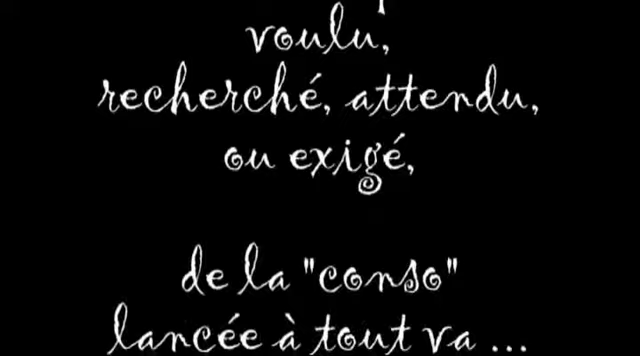 voulu,
recherché, attendu,
ou exigé,
de la "conso"
lancée à tout va ...